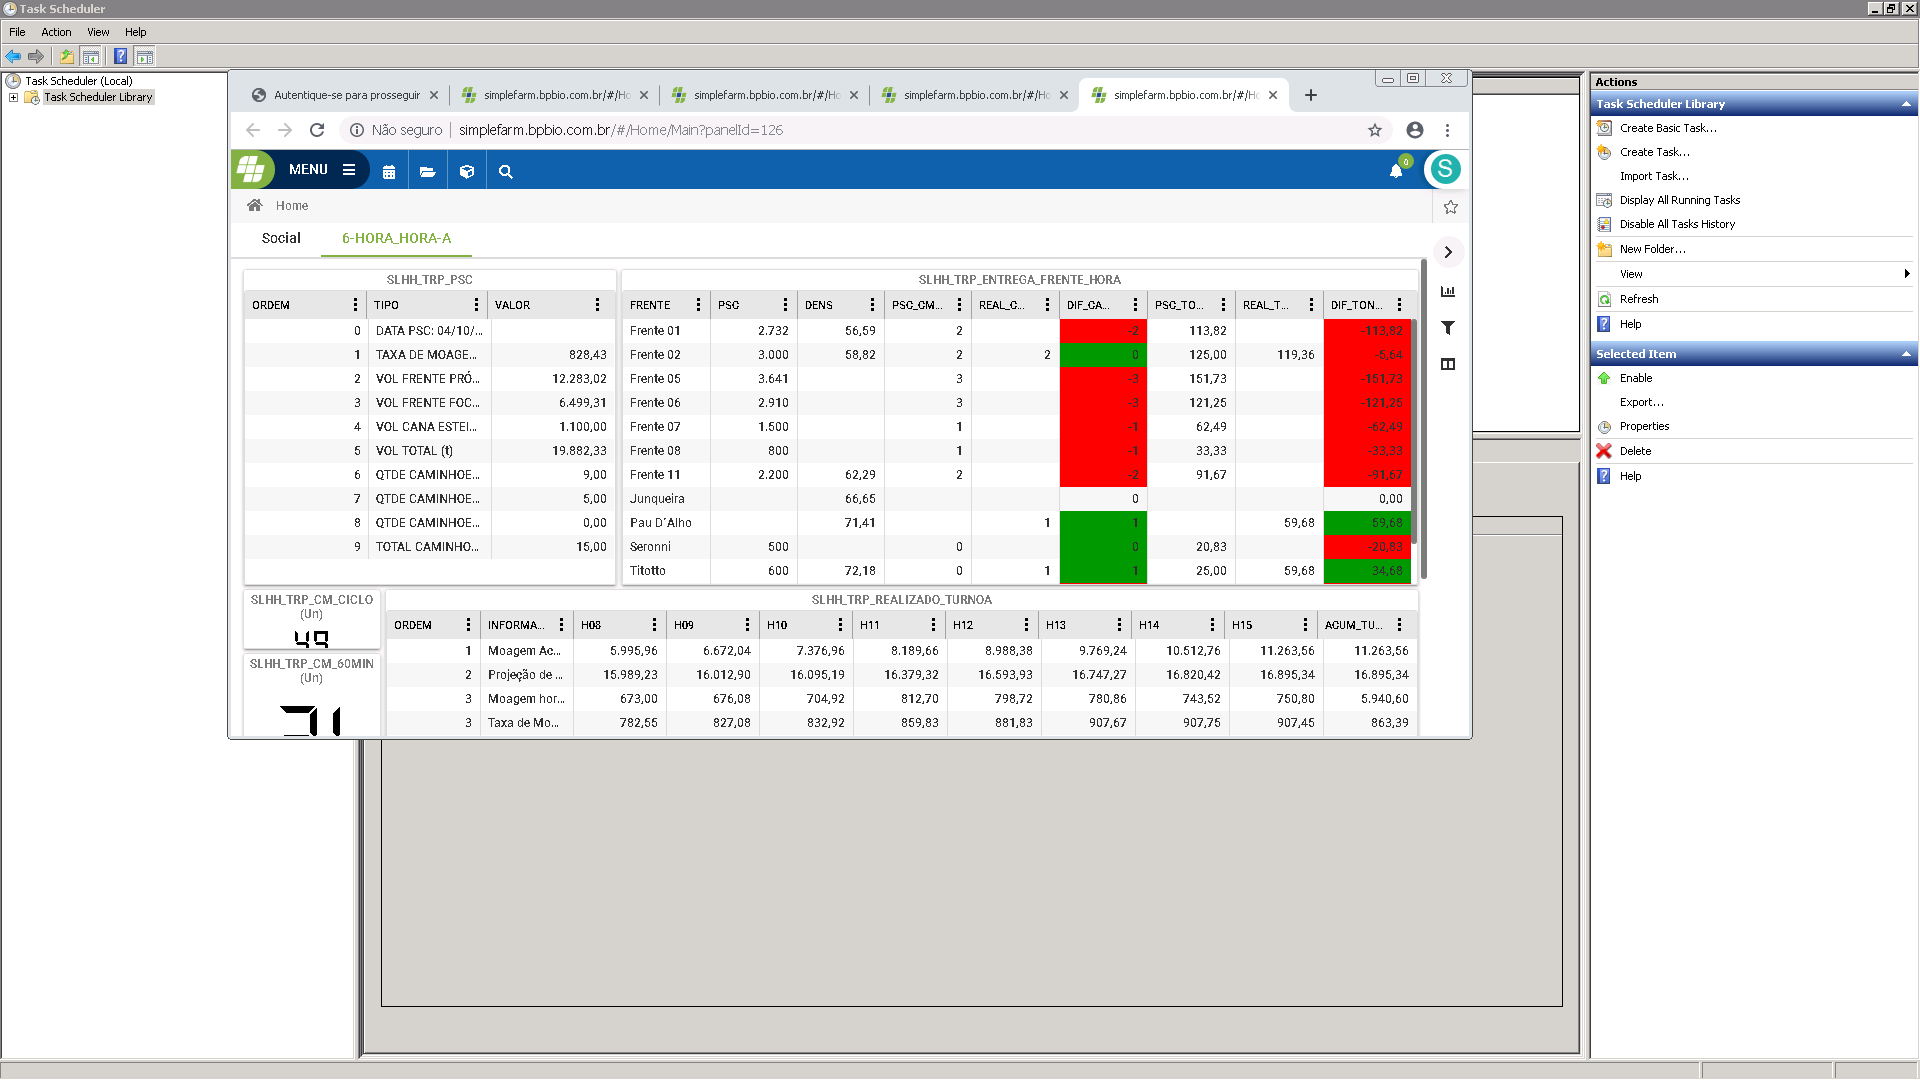 Task Scheduler
File Action View Help
Task Scheduler (Local)
Task Scheduler Library
Autentique-se para prosseguir
simplefarm.bpbio.com.br/#/Ho
simplefarm.bpbio.com.br/#/Ho
simplefarm.bpbio.com.br/#/Ho
simplefarm.bpbio.com.br/#/Ho
Não seguro simplefarm.bpbio.com.br/#/Home/Main?panelId=126
MENU
0
S
Home
Social 6-HORA_HORA-A
SLHH_TRP_PSC
ORDEM TIPO VALOR
0 DATA PSC: 04/10/...
1 TAXA DE MOAGE... 828,43
2 VOL FRENTE PRÓ... 12.283,02
3 VOL FRENTE FOC... 6.499,31
4 VOL CANA ESTEI... 1.100,00
5 VOL TOTAL (t) 19.882,33
6 QTDE CAMINHOE... 9,00
7 QTDE CAMINHOE... 5,00
8 QTDE CAMINHOE... 0,00
9 TOTAL CAMINHO... 15,00
SLHH_TRP_ENTREGA_FRENTE_HORA
FRENTE PSC DENS PSC_CM... REAL_C... DIF_CA... PSC_TO... REAL_T... DIF_TON...
Frente 01 2.732 56,59 2 -2 113,82 -113,82
Frente 02 3.000 58,82 2 2 0 125,00 119,36 -5,64
Frente 05 3.641 3 -3 151,73 -151,73
Frente 06 2.910 3 -3 121,25 -121,25
Frente 07 1.500 1 -1 62,49 -62,49
Frente 08 800 1 -1 33,33 -33,33
Frente 11 2.200 62,29 2 -2 91,67 -91,67
Junqueira 66,65 0 0,00
Pau D´Alho 71,41 1 1 59,68 59,68
Seronni 500 0 0 20,83 -20,83
Titotto 600 72,18 0 1 1 25,00 59,68 34,68
SLHH_TRP_CM_CICLO
(Un)
49
SLHH_TRP_CM_60MIN
(Un)
SLHH_TRP_REALIZADO_TURNOA
ORDEM INFORMA... H08 H09 H10 H11 H12 H13 H14 H15 ACUM_TU...
1 Moagem Ac... 5.995,96 6.672,04 7.376,96 8.189,66 8.988,38 9.769,24 10.512,76 11.263,56 11.263,56
2 Projeção de ... 15.989,23 16.012,90 16.095,19 16.379,32 16.593,93 16.747,27 16.820,42 16.895,34 16.895,34
3 Moagem hor... 673,00 676,08 704,92 812,70 798,72 780,86 743,52 750,80 5.940,60
3 Taxa de Mo... 782,55 827,08 832,92 859,83 881,83 907,67 907,75 907,45 863,39
Actions
Task Scheduler Library
Create Basic Task...
Create Task...
Import Task...
Display All Running Tasks
Disable All Tasks History
New Folder...
View
Refresh
Help
Selected Item
Enable
Export...
Properties
Delete
Help